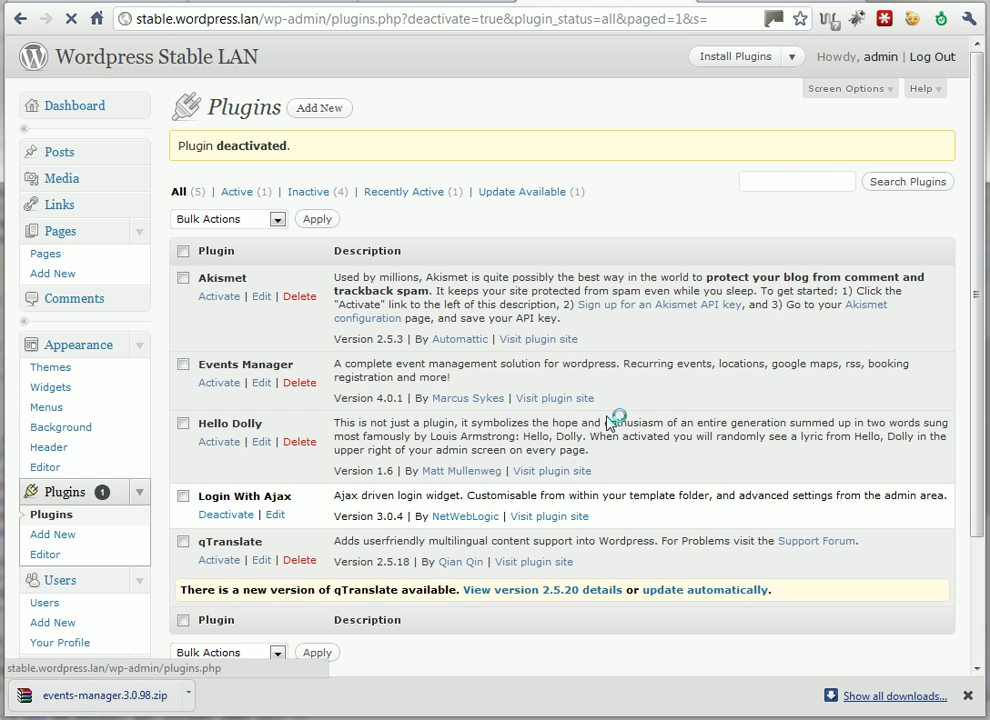 stable.wordpress.lan/wp-admin/plugins.php?deactivate=true&plugin_status=all&paged=1&s=
Wordpress Stable LAN
Install Plugins
Howdy, admin | Log Out
Screen Options
Help
Dashboard
Posts
Media
Links
Pages
Pages
Add New
Comments
Appearance
Themes
Widgets
Menus
Background
Header
Editor
Plugins 1
Plugins
Add New
Editor
Users
Users
Add New
Your Profile
Plugins Add New
Plugin deactivated.
All (5) | Active (1) | Inactive (4) | Recently Active (1) | Update Available (1)
Search Plugins
Bulk Actions
Apply
Plugin Description
Akismet
Activate | Edit | Delete
Used by millions, Akismet is quite possibly the best way in the world to protect your blog from comment and
trackback spam. It keeps your site protected from spam even while you sleep. To get started: 1) Click the
"Activate" link to the left of this description, 2) Sign up for an Akismet API key, and 3) Go to your Akismet
configuration page, and save your API key.
Version 2.5.3 | By Automattic | Visit plugin site
Events Manager
Activate | Edit | Delete
A complete event management solution for wordpress. Recurring events, locations, google maps, rss, booking
registration and more!
Version 4.0.1 | By Marcus Sykes | Visit plugin site
Hello Dolly
Activate | Edit | Delete
This is not just a plugin, it symbolizes the hope and enthusiasm of an entire generation summed up in two words sung
most famously by Louis Armstrong: Hello, Dolly. When activated you will randomly see a lyric from Hello, Dolly in the
upper right of your admin screen on every page.
Version 1.6 | By Matt Mullenweg | Visit plugin site
Login With Ajax
Deactivate | Edit
Ajax driven login widget. Customisable from within your template folder, and advanced settings from the admin area.
Version 3.0.4 | By NetWebLogic | Visit plugin site
qTranslate
Activate | Edit | Delete
Adds userfriendly multilingual content support into Wordpress. For Problems visit the Support Forum.
Version 2.5.18 | By Qian Qin | Visit plugin site
There is a new version of qTranslate available. View version 2.5.20 details or update automatically.
Plugin Description
Bulk Actions
Apply
stable.wordpress.lan/wp-admin/plugins.php
events-manager.3.0.98.zip
Show all downloads...